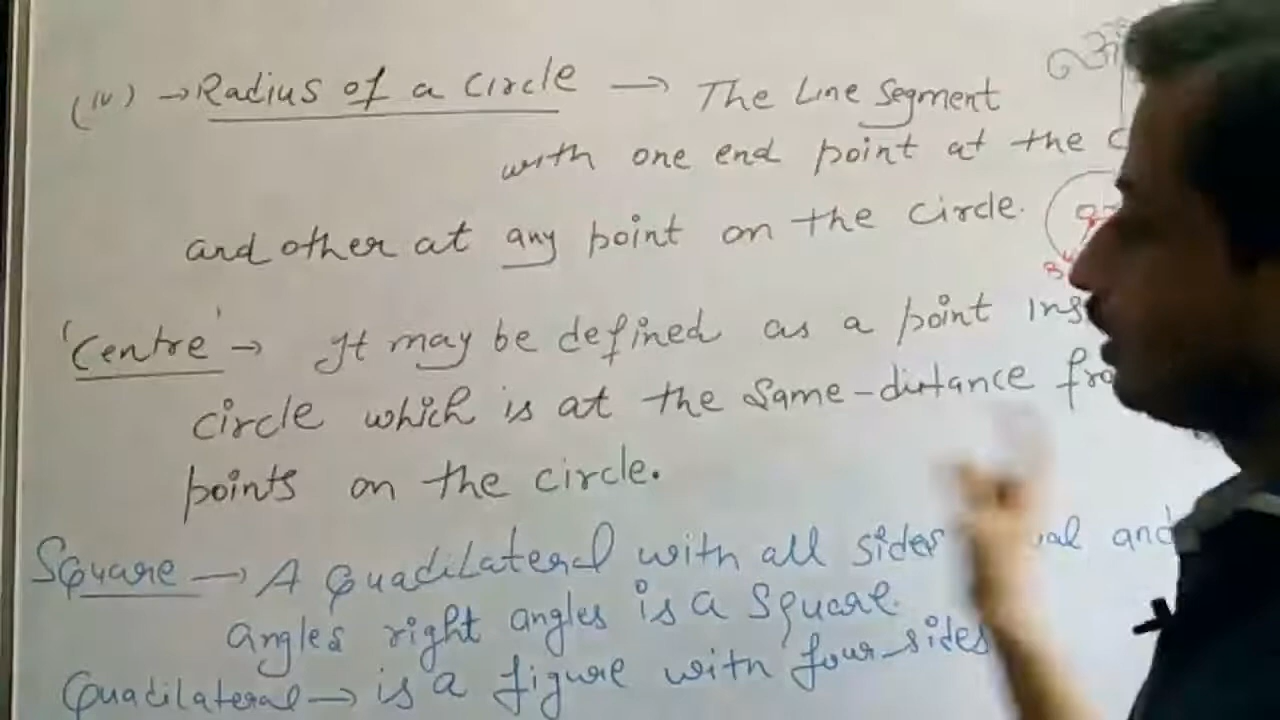 (iv) → Radius of a circle → The Line Segment
with one end point at the
and other at any point on the circle.
'Centre' → It may be defined as a point
circle which is at the same-distance
points on the circle.
Square → A Quadilateral with all sides and
angles right angles is a square.
Quadilateral → is a figure with four-sides